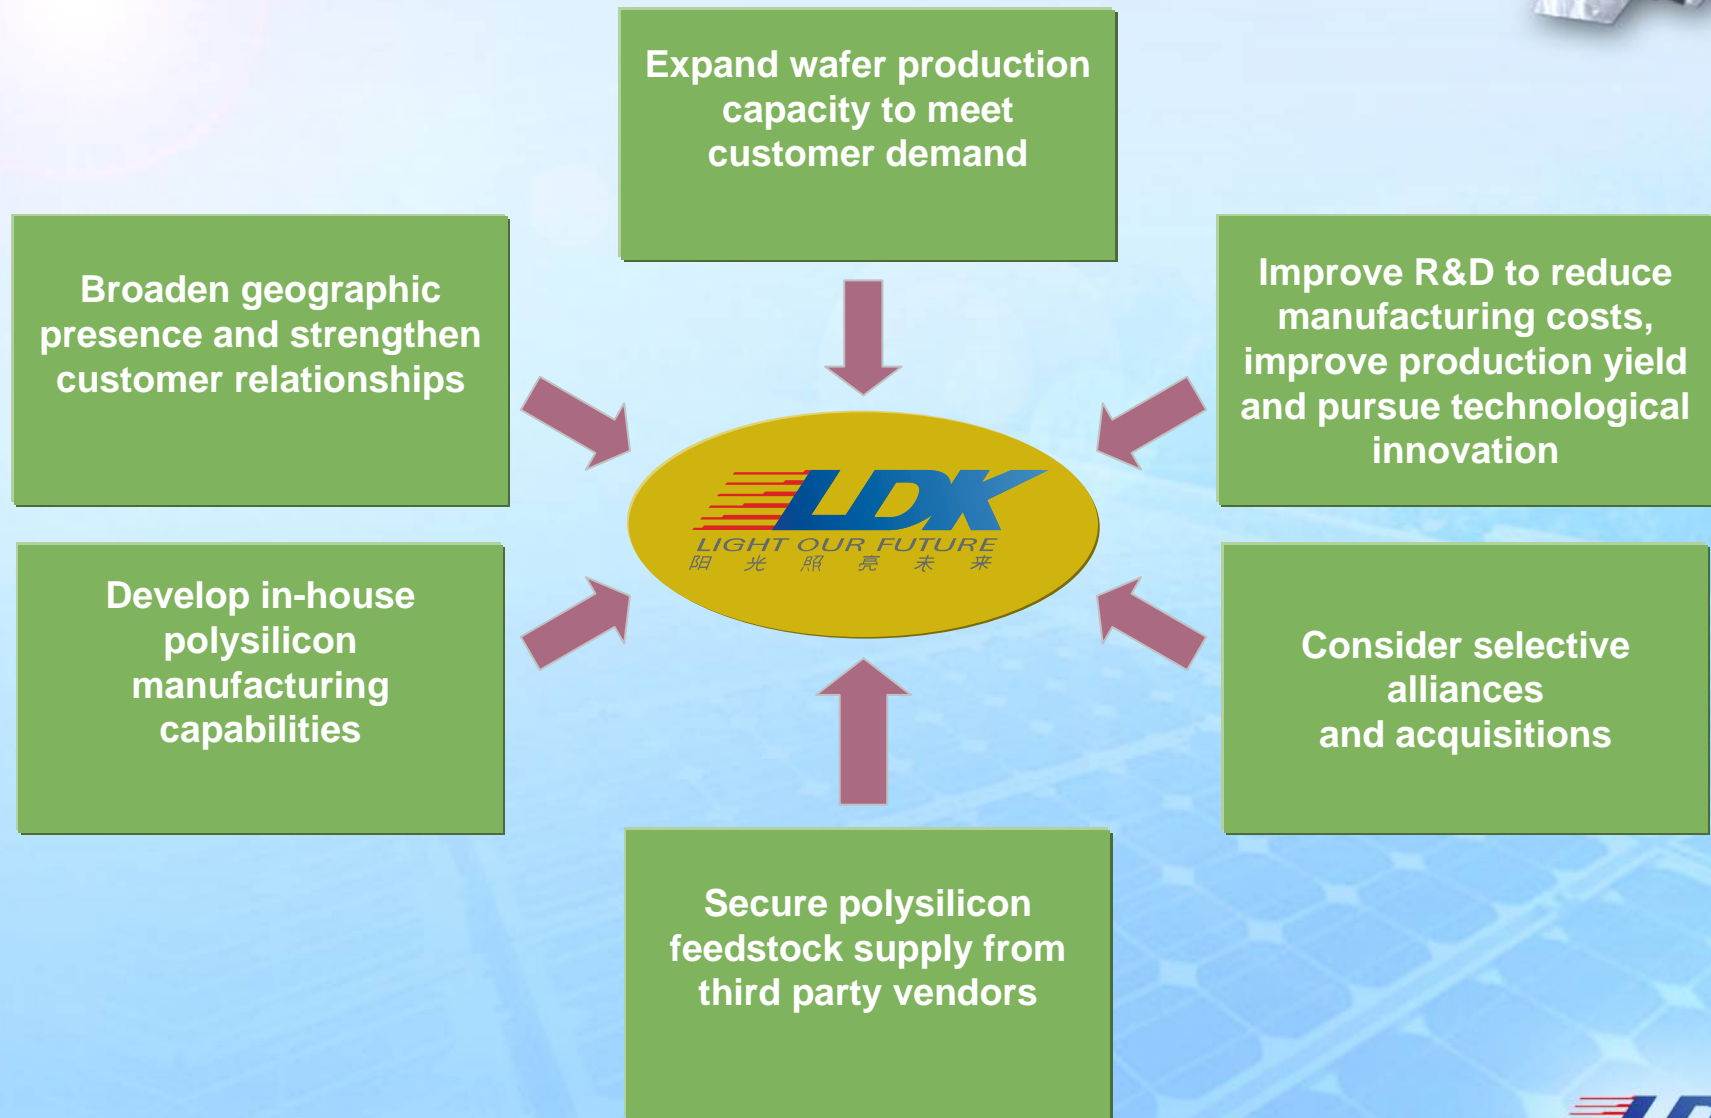 Expand wafer production
capacity to meet
customer demand
Broaden geographic
presence and strengthen
customer relationships
Improve R&D to reduce
manufacturing costs,
improve production yield
and pursue technological
innovation
LDK
LIGHT OUR FUTURE
阳光照亮未来
Develop in-house
polysilicon
manufacturing
capabilities
Consider selective
alliances
and acquisitions
Secure polysilicon
feedstock supply from
third party vendors